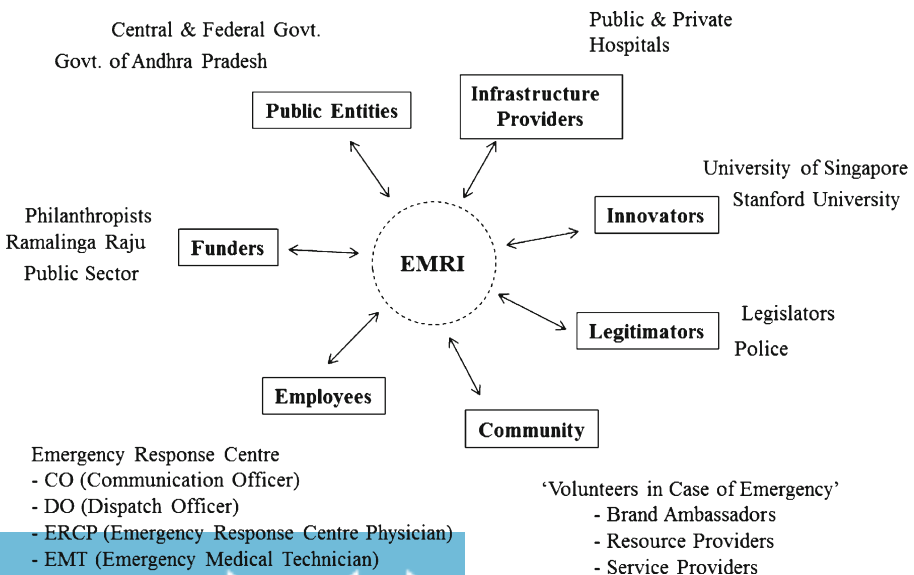 Central & Federal Govt.
Govt. of Andhra Pradesh
Public Entities
Public & Private
Hospitals
Infrastructure
Providers
University of Singapore
Stanford University
Innovators
Philanthropists
Ramalinga Raju
Public Sector
Funders
EMRI
Legitimators
Legislators
Police
Employees
Community
Emergency Response Centre
- CO (Communication Officer)
- DO (Dispatch Officer)
- ERCP (Emergency Response Centre Physician)
- EMT (Emergency Medical Technician)
‘Volunteers in Case of Emergency’
- Brand Ambassadors
- Resource Providers
- Service Providers